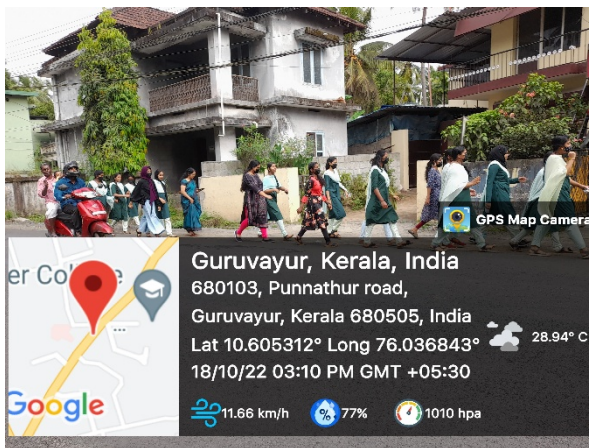 GPS Map Camera
er Co e
Guruvayur, Kerala, India
680103, Punnathur road,
Guruvayur, Kerala 680505, India
Lat 10.605312° Long 76.036843°
28.94° C
18/10/22 03:10 PM GMT +05:30
Google
11.66 km/h
77%
1010 hpa